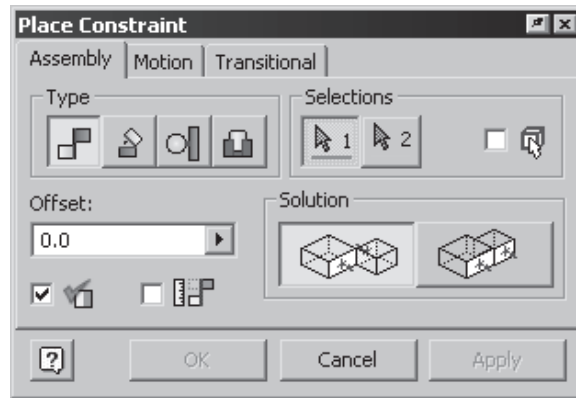 Place Constraint
Assembly Motion Transitional
Type
Selections
1 2
Offset:
0.0
Solution
OK Cancel Apply